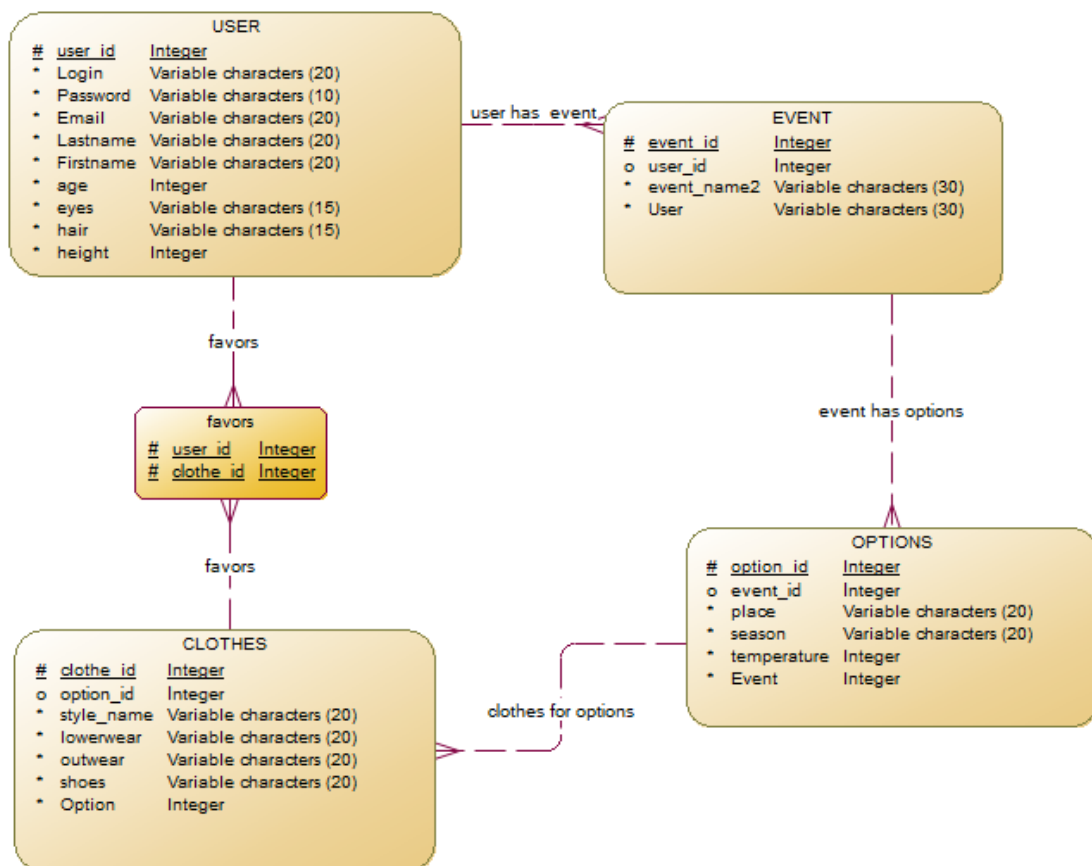 USER
# user_id Integer
* Login Variable characters (20)
* Password Variable characters (10)
* Email Variable characters (20)
* Lastname Variable characters (20)
* Firstname Variable characters (20)
* age Integer
* eyes Variable characters (15)
* hair Variable characters (15)
* height Integer
user has event
EVENT
# event_id Integer
o user_id Integer
* event_name2 Variable characters (30)
* User Variable characters (30)
favors
favors
# user_id Integer
# clothe_id Integer
favors
event has options
OPTIONS
# option_id Integer
o event_id Integer
* place Variable characters (20)
* season Variable characters (20)
* temperature Integer
* Event Integer
clothes for options
CLOTHES
# clothe_id Integer
o option_id Integer
* style_name Variable characters (20)
* lowerwear Variable characters (20)
* outwear Variable characters (20)
* shoes Variable characters (20)
* Option Integer